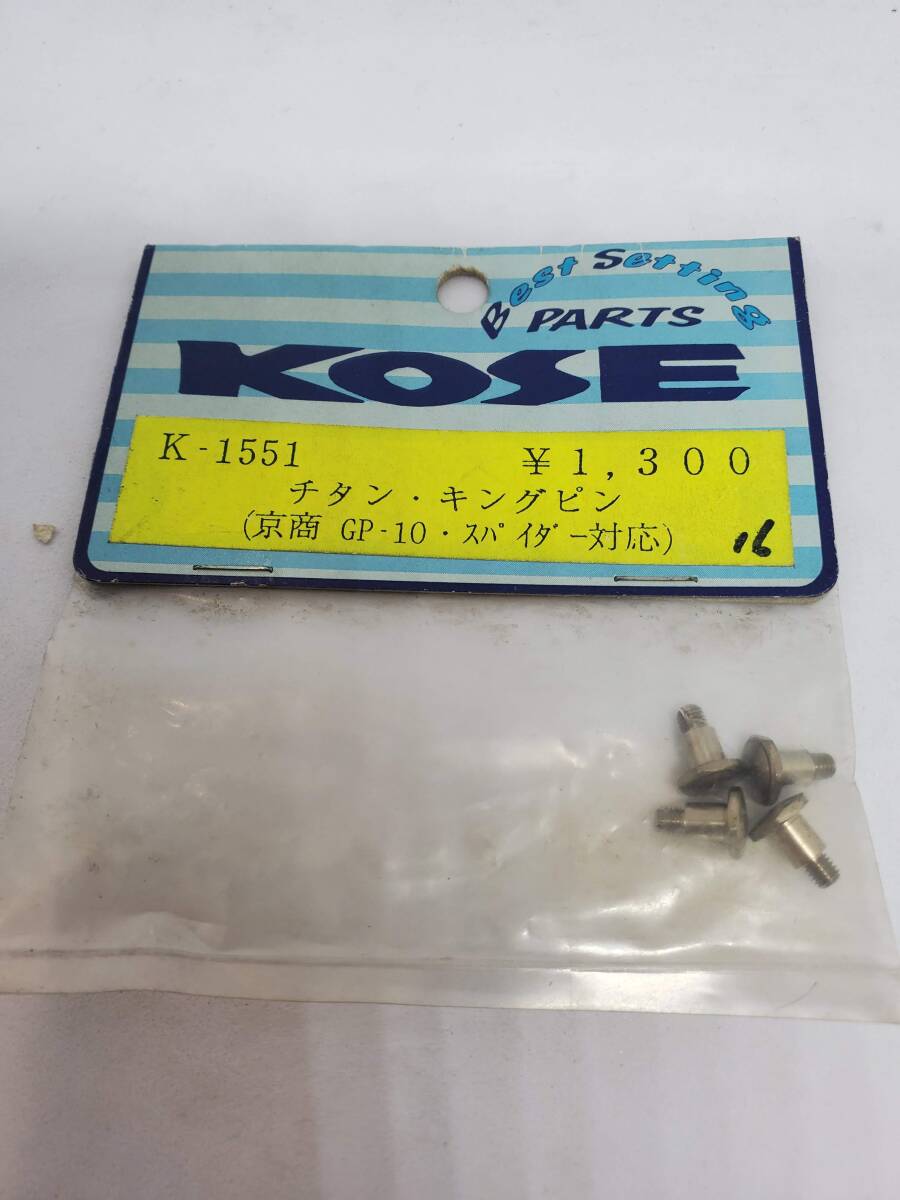 Best Setting
PARTS
KOSE
K-1551 ¥1,300
チタン・キングピン
(京商 GP-10・スパイダー対応)
16